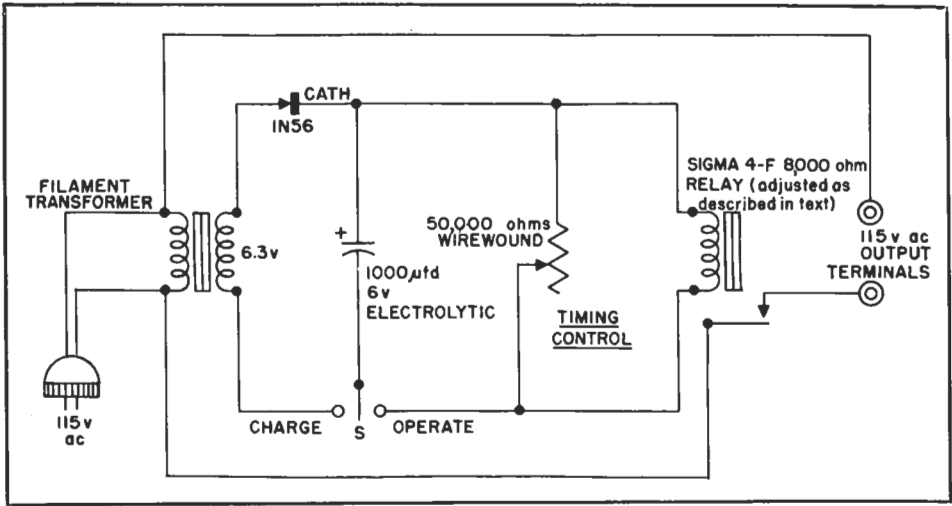 CATH
IN56
FILAMENT
TRANSFORMER
6.3v
+
1000µfd
6v
ELECTROLYTIC
50,000 ohms
WIREWOUND
TIMING
CONTROL
SIGMA 4-F 8,000 ohm
RELAY (adjusted as
described in text)
115v ac
OUTPUT
TERMINALS
115v
ac
CHARGE
S
OPERATE